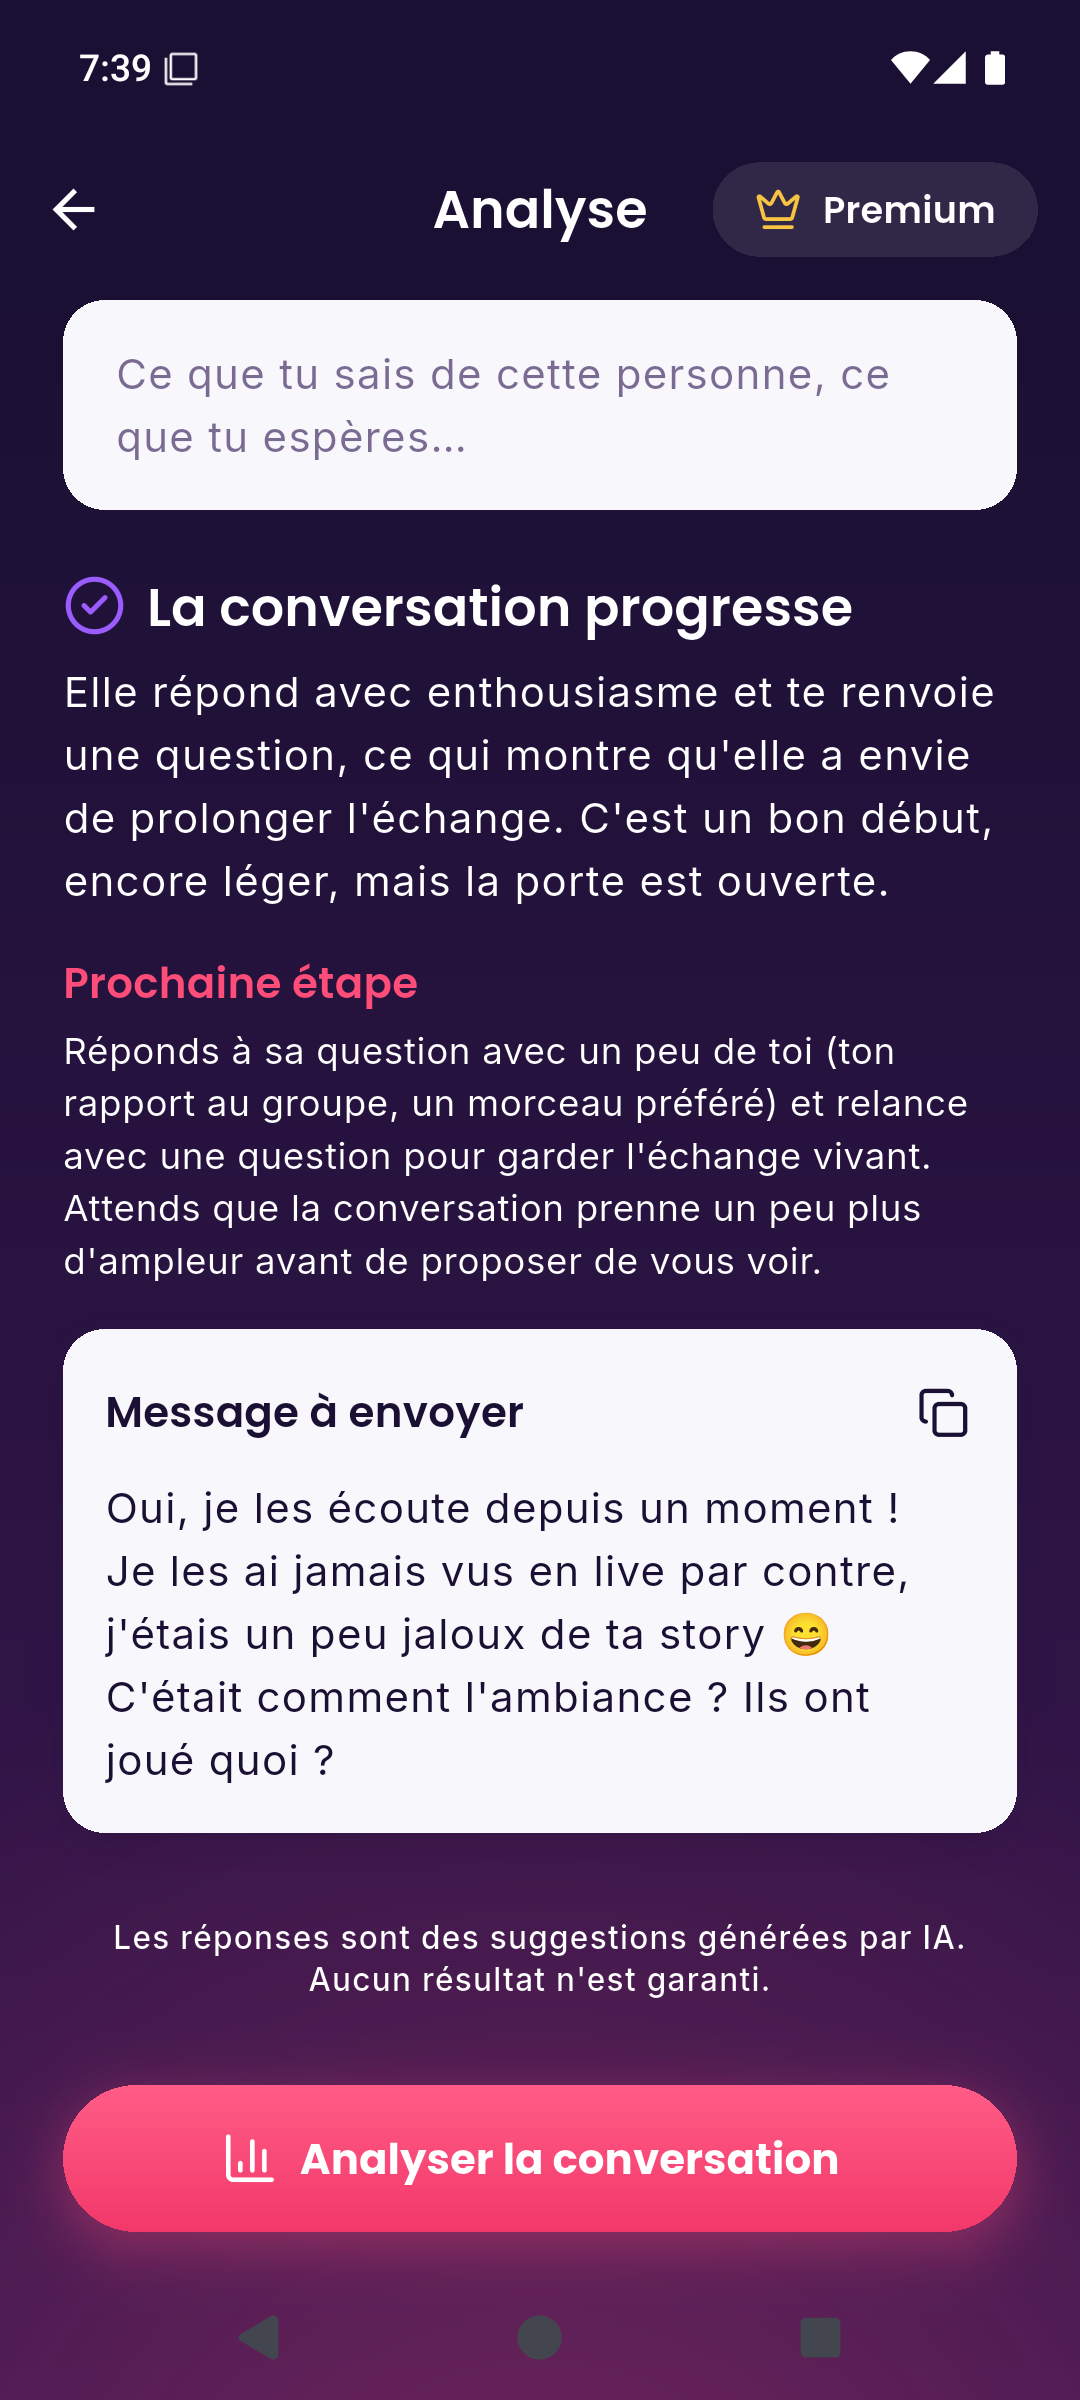 7:39
Analyse
Premium
Ce que tu sais de cette personne, ce
que tu espères...
La conversation progresse
Elle répond avec enthousiasme et te renvoie
une question, ce qui montre qu'elle a envie
de prolonger l'échange. C'est un bon début,
encore léger, mais la porte est ouverte.
Prochaine étape
Réponds à sa question avec un peu de toi (ton
rapport au groupe, un morceau préféré) et relance
avec une question pour garder l'échange vivant.
Attends que la conversation prenne un peu plus
d'ampleur avant de proposer de vous voir.
Message à envoyer
Oui, je les écoute depuis un moment !
Je les ai jamais vus en live par contre,
j'étais un peu jaloux de ta story 😄
C'était comment l'ambiance ? Ils ont
joué quoi ?
Les réponses sont des suggestions générées par IA.
Aucun résultat n'est garanti.
Analyser la conversation